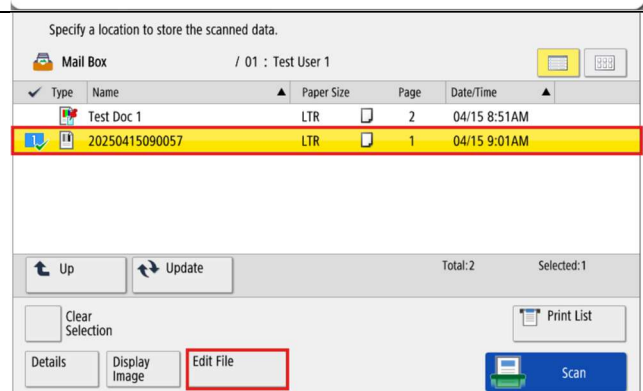 Specify a location to store the scanned data.
Mail Box / 01 : Test User 1
Type Name ▲ Paper Size Page Date/Time ▲
Test Doc 1 LTR 2 04/15 8:51AM
1 20250415090057 LTR 1 04/15 9:01AM
Up Update Total:2 Selected:1
Clear Selection Print List
Details Display Image Edit File Scan